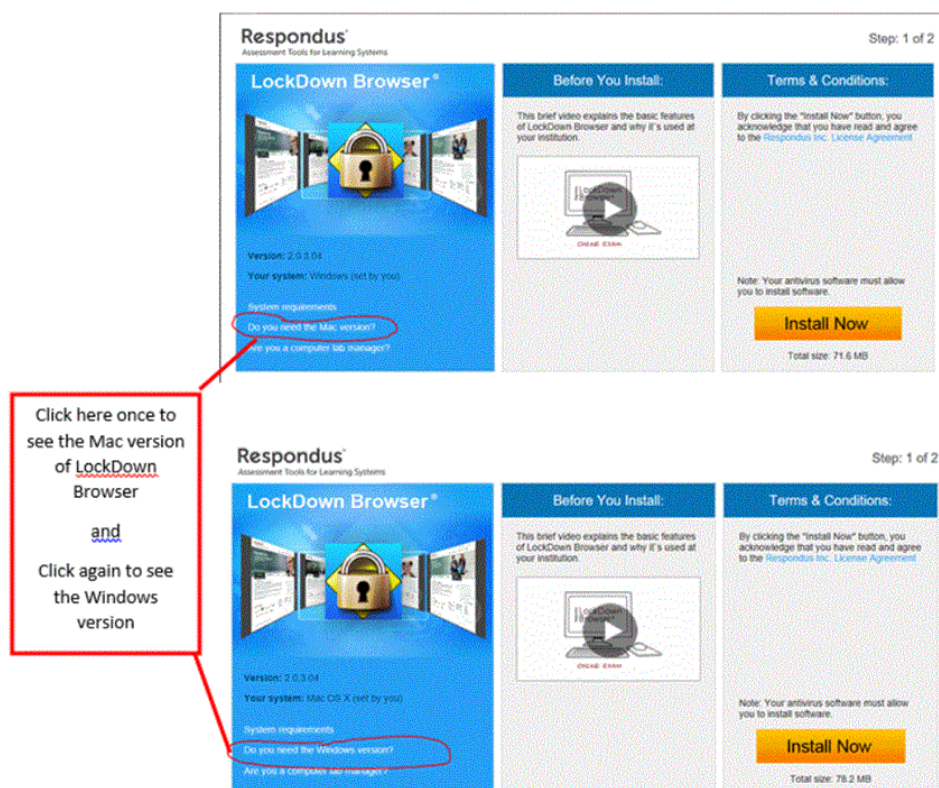 Respondus
Assessment Tools for Learning Systems
Step: 1 of 2
LockDown Browser®
Version: 2.0.3.04
Your system: Windows (set by you)
System requirements
Do you need the Mac version?
Are you a computer lab manager?
Before You Install:
This brief video explains the basic features
of LockDown Browser and why it's used at
your institution.
LockDown
Browser
ONLINE EXAM
Terms & Conditions:
By clicking the "Install Now" button, you
acknowledge that you have read and agree
to the Respondus Inc. License Agreement
Note: Your antivirus software must allow
you to install software.
Install Now
Total size: 71.6 MB
Click here once to
see the Mac version
of LockDown
Browser
and
Click again to see
the Windows
version
Respondus
Assessment Tools for Learning Systems
Step: 1 of 2
LockDown Browser®
Version: 2.0.3.04
Your system: Mac OS X (set by you)
System requirements
Do you need the Windows version?
Are you a computer lab manager?
Before You Install:
This brief video explains the basic features
of LockDown Browser and why it's used at
your institution.
LockDown
Browser
ONLINE EXAM
Terms & Conditions:
By clicking the "Install Now" button, you
acknowledge that you have read and agree
to the Respondus Inc. License Agreement
Note: Your antivirus software must allow
you to install software.
Install Now
Total size: 78.2 MB